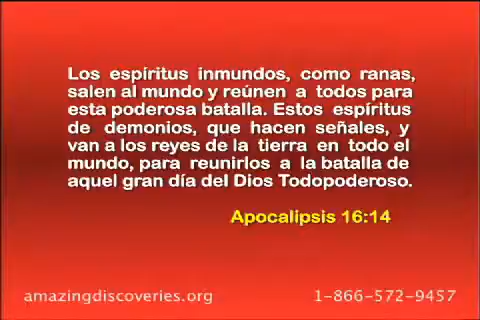 Los espíritus inmundos, como ranas,
salen al mundo y reúnen a todos para
esta poderosa batalla. Estos espíritus
de demonios, que hacen señales, y
van a los reyes de la tierra en todo el
mundo, para reunirlos a la batalla de
aquel gran día del Dios Todopoderoso.
Apocalipsis 16:14
amazingdiscoveries.org 1-866-572-9457